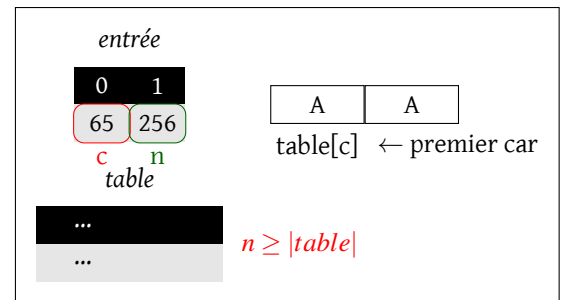 entrée
0 1
65 256
c n
A A
table[c] ← premier car
table
...
...
n ≥ |table|